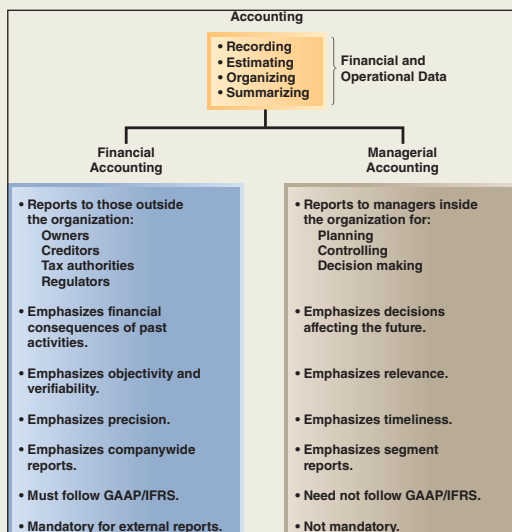 Accounting
• Recording
• Estimating
• Organizing
• Summarizing
Financial and
Operational Data
Financial
Accounting
Managerial
Accounting
• Reports to those outside
the organization:
Owners
Creditors
Tax authorities
Regulators
• Emphasizes financial
consequences of past
activities.
• Emphasizes objectivity and
verifiability.
• Emphasizes precision.
• Emphasizes companywide
reports.
• Must follow GAAP/IFRS.
• Mandatory for external reports.
• Reports to managers inside
the organization for:
Planning
Controlling
Decision making
• Emphasizes decisions
affecting the future.
• Emphasizes relevance.
• Emphasizes timeliness.
• Emphasizes segment
reports.
• Need not follow GAAP/IFRS.
• Not mandatory.